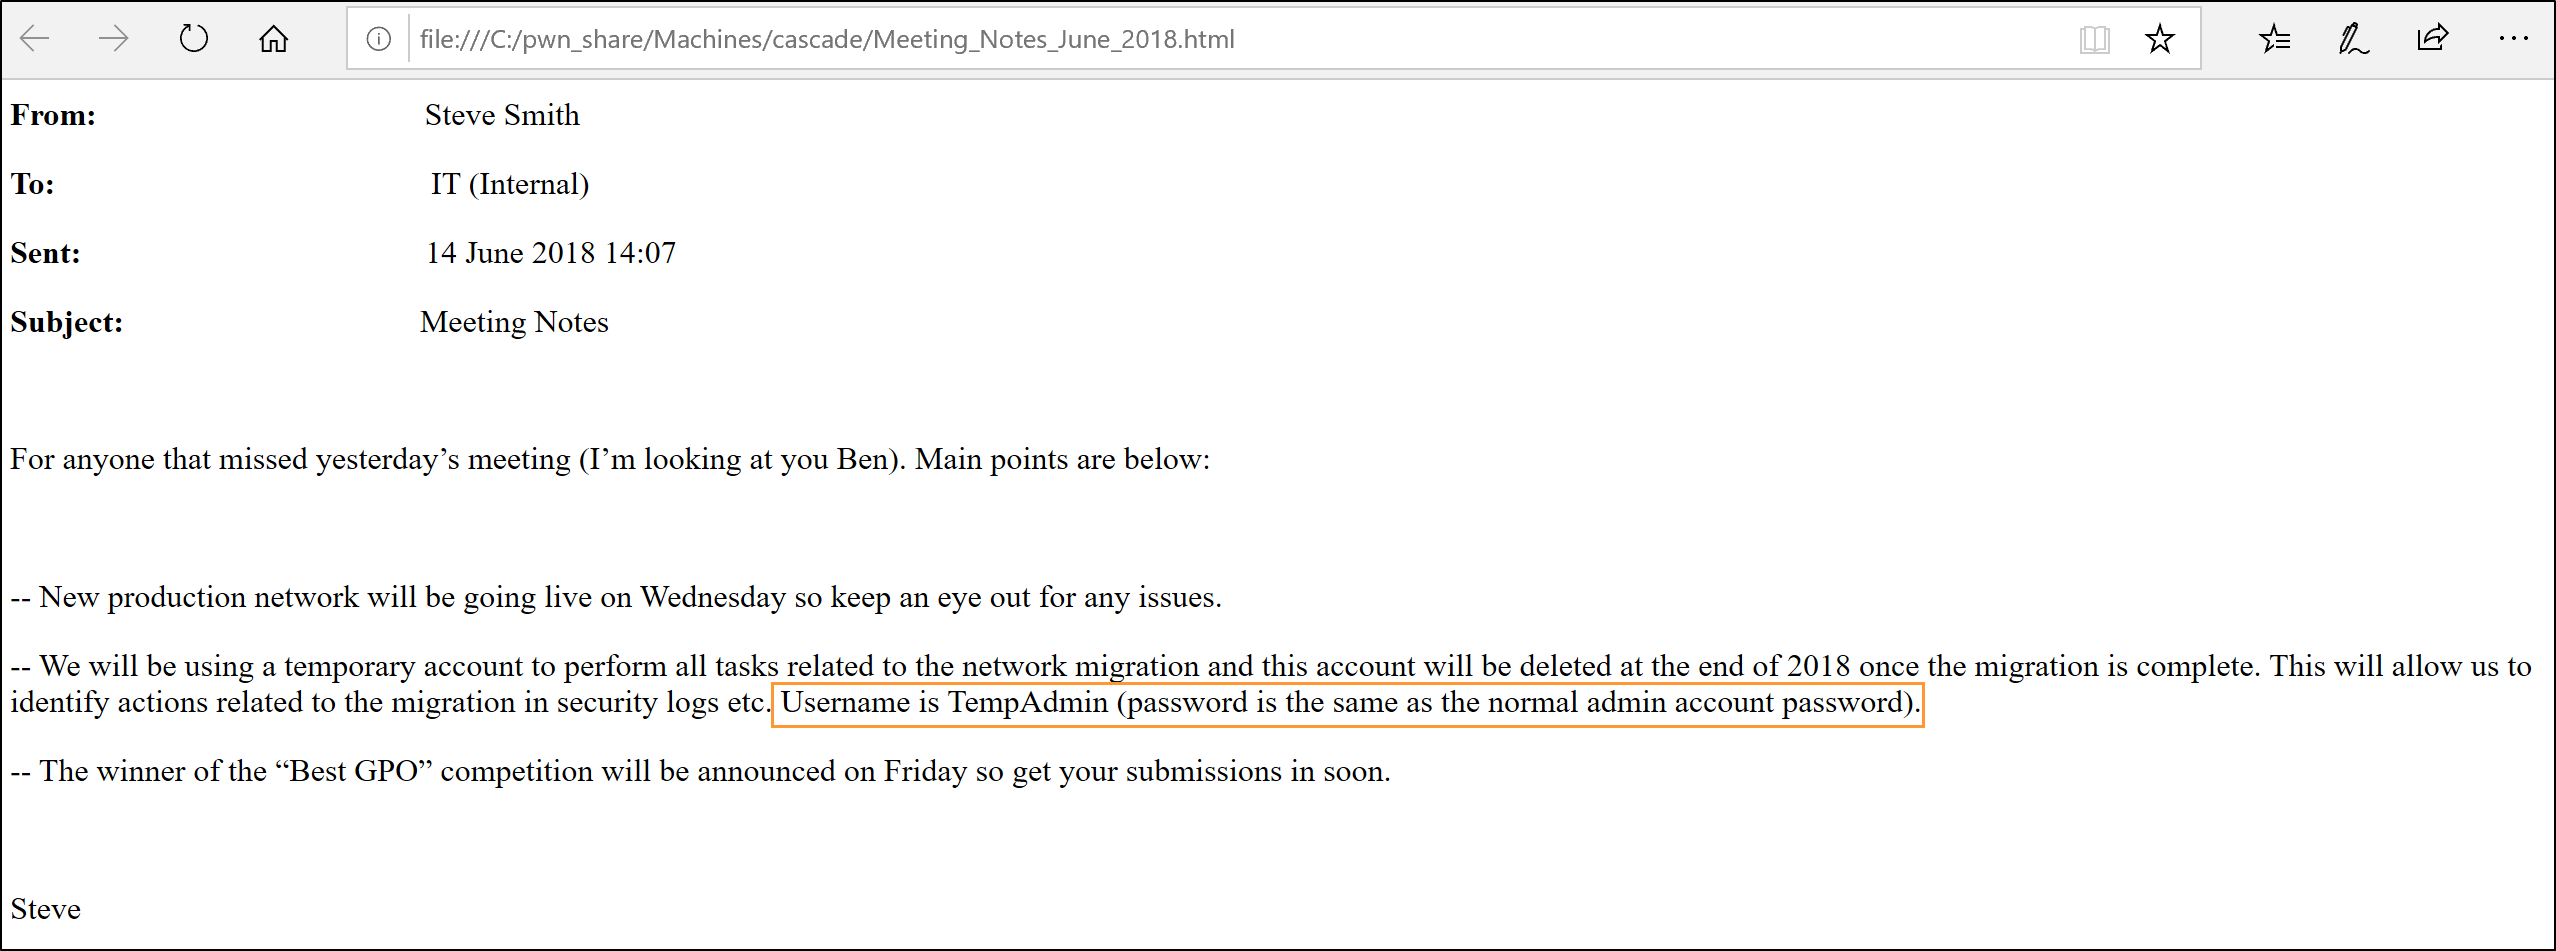 file:///C:/pwn_share/Machines/cascade/Meeting_Notes_June_2018.html
From: Steve Smith
To: IT (Internal)
Sent: 14 June 2018 14:07
Subject: Meeting Notes
For anyone that missed yesterday’s meeting (I’m looking at you Ben). Main points are below:
-- New production network will be going live on Wednesday so keep an eye out for any issues.
-- We will be using a temporary account to perform all tasks related to the network migration and this account will be deleted at the end of 2018 once the migration is complete. This will allow us to
identify actions related to the migration in security logs etc. Username is TempAdmin (password is the same as the normal admin account password).
-- The winner of the “Best GPO” competition will be announced on Friday so get your submissions in soon.
Steve